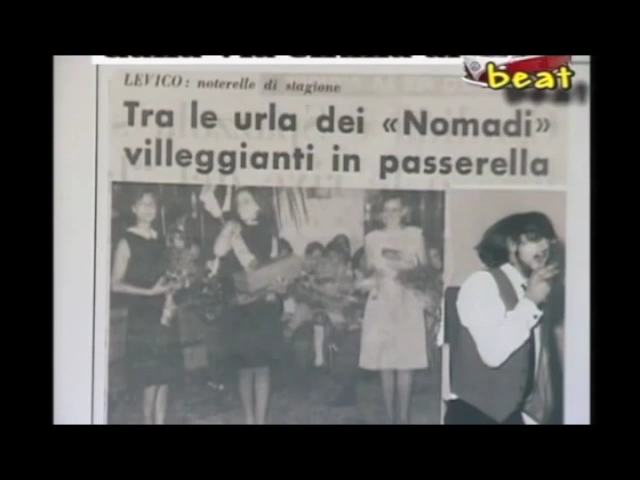 beat
LEVICO: noterelle di stagione
Tra le urla dei «Nomadi»
villeggianti in passerella